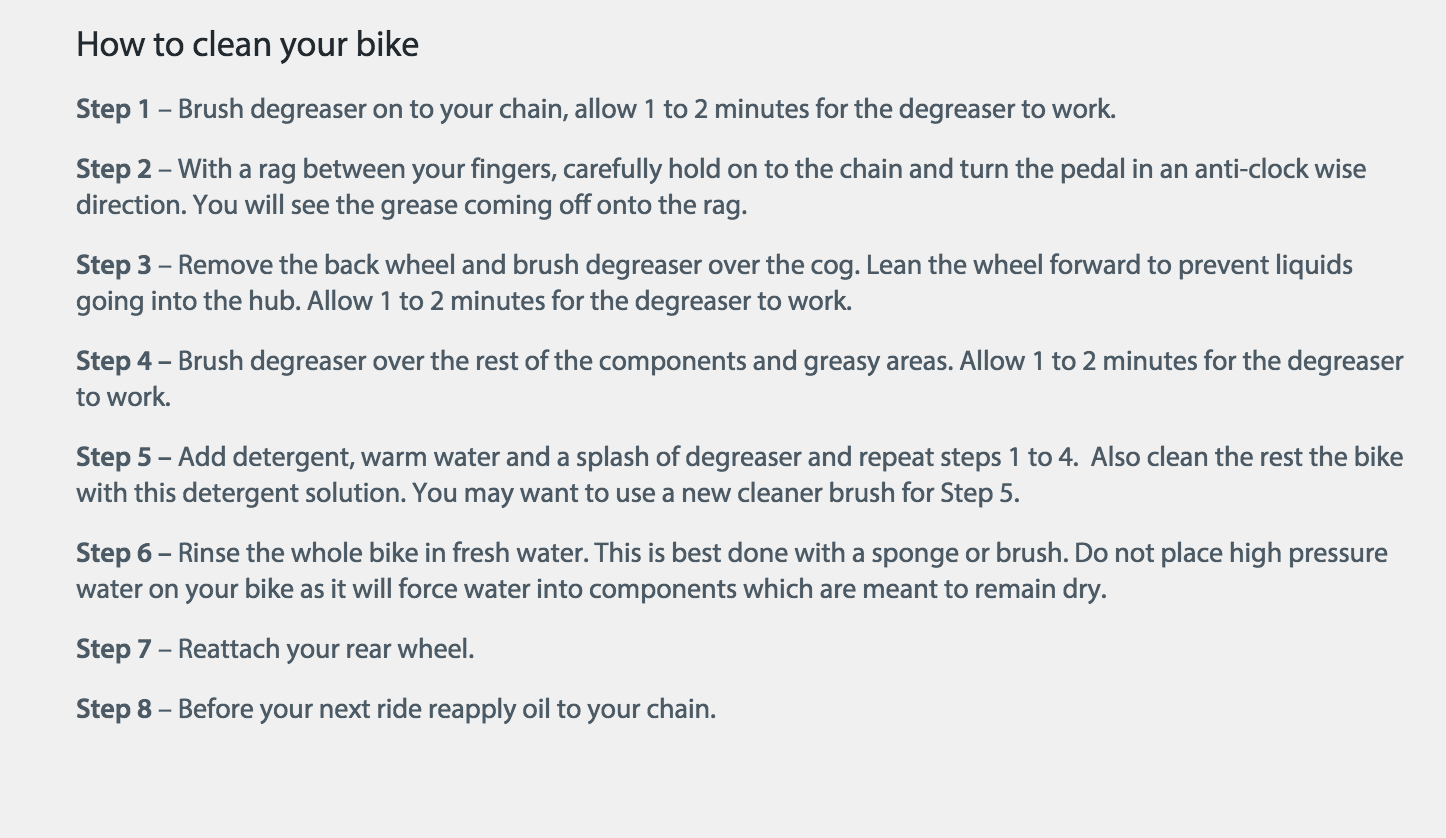 How to clean your bike
Step 1 – Brush degreaser on to your chain, allow 1 to 2 minutes for the degreaser to work.
Step 2 – With a rag between your fingers, carefully hold on to the chain and turn the pedal in an anti-clock wise
direction. You will see the grease coming off onto the rag.
Step 3 – Remove the back wheel and brush degreaser over the cog. Lean the wheel forward to prevent liquids
going into the hub. Allow 1 to 2 minutes for the degreaser to work.
Step 4 – Brush degreaser over the rest of the components and greasy areas. Allow 1 to 2 minutes for the degreaser
to work.
Step 5 – Add detergent, warm water and a splash of degreaser and repeat steps 1 to 4.  Also clean the rest the bike
with this detergent solution. You may want to use a new cleaner brush for Step 5.
Step 6 – Rinse the whole bike in fresh water. This is best done with a sponge or brush. Do not place high pressure
water on your bike as it will force water into components which are meant to remain dry.
Step 7 – Reattach your rear wheel.
Step 8 – Before your next ride reapply oil to your chain.